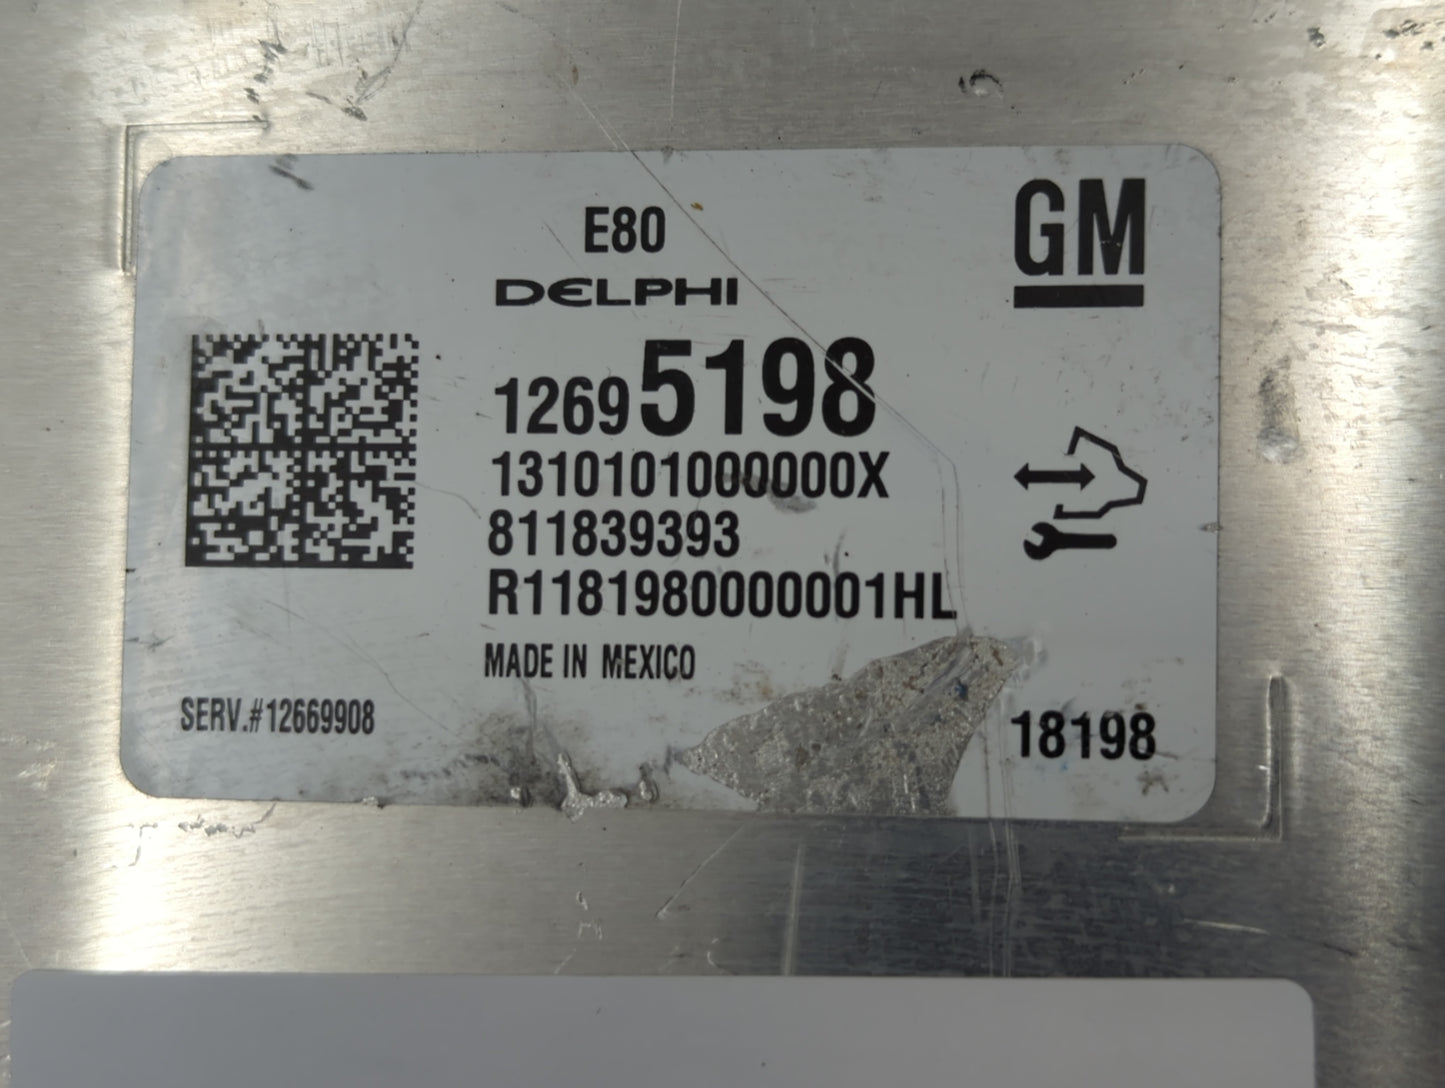 E80
GM
DELPHI
12695198
1310101000000X
811839393
R1181980000001HL
MADE IN MEXICO
SERV.#12669908
18198